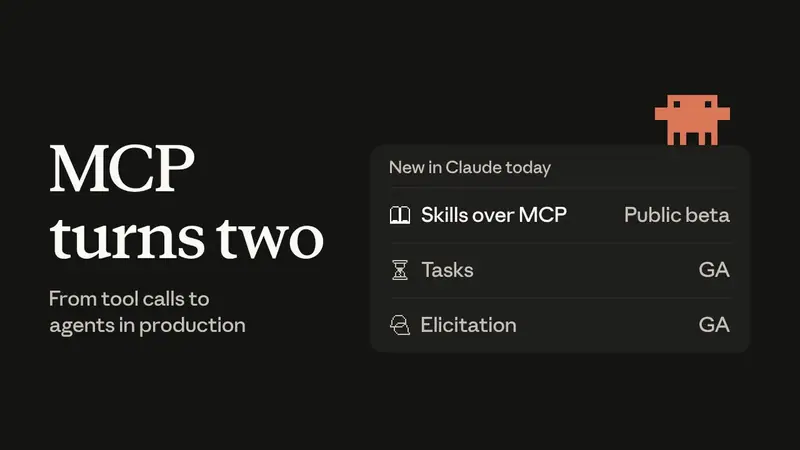 MCP
turns two
From tool calls to
agents in production
New in Claude today
Skills over MCP Public beta
Tasks GA
Elicitation GA